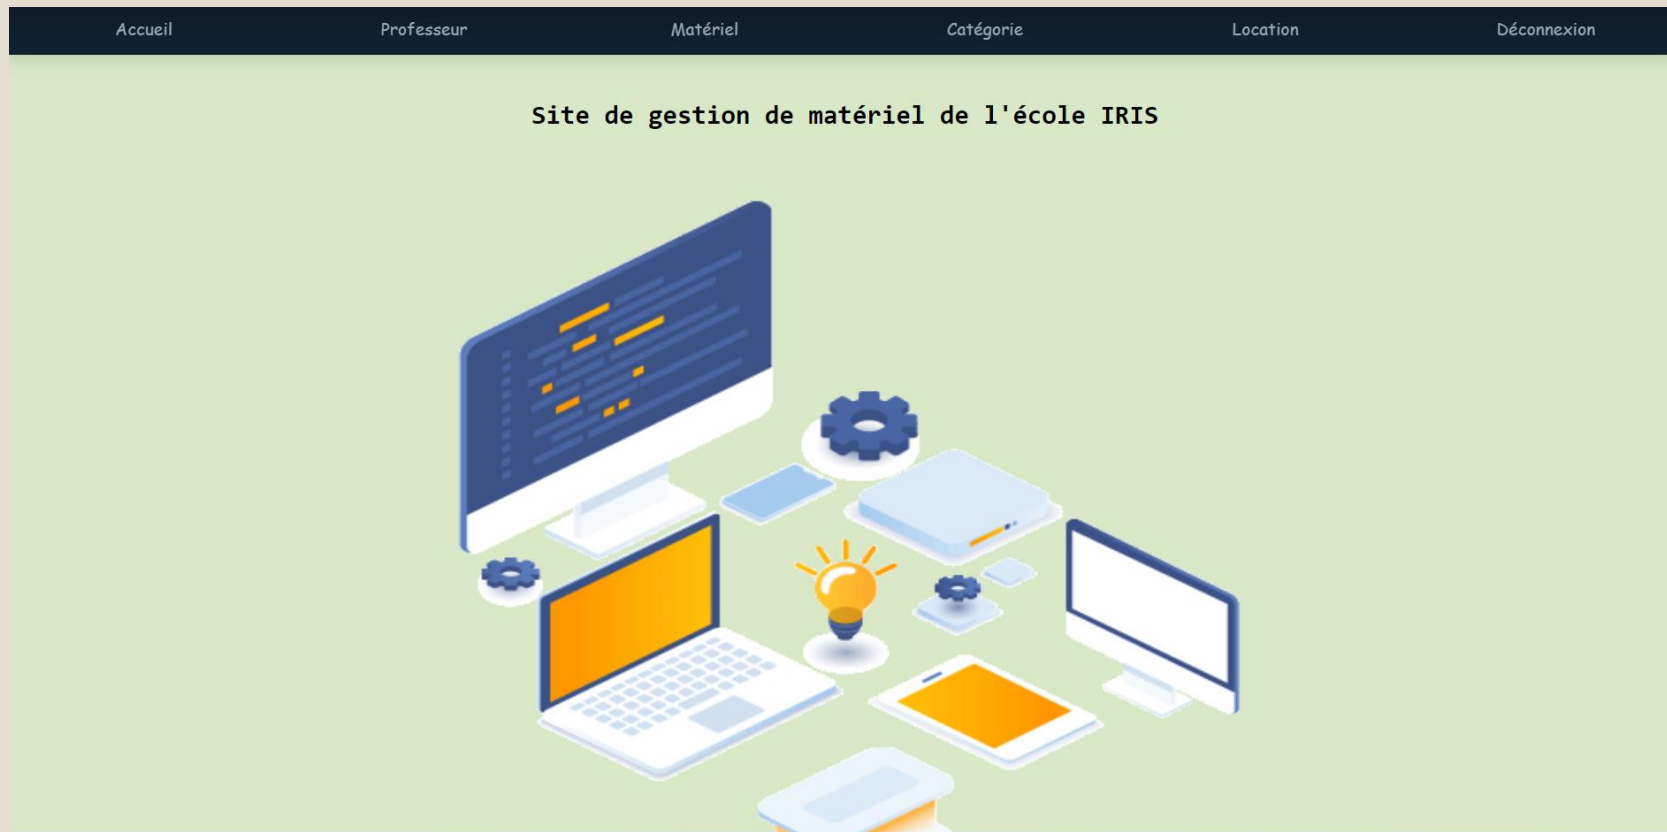 Accueil Professeur Matériel Catégorie Location Déconnexion
Site de gestion de matériel de l'école IRIS